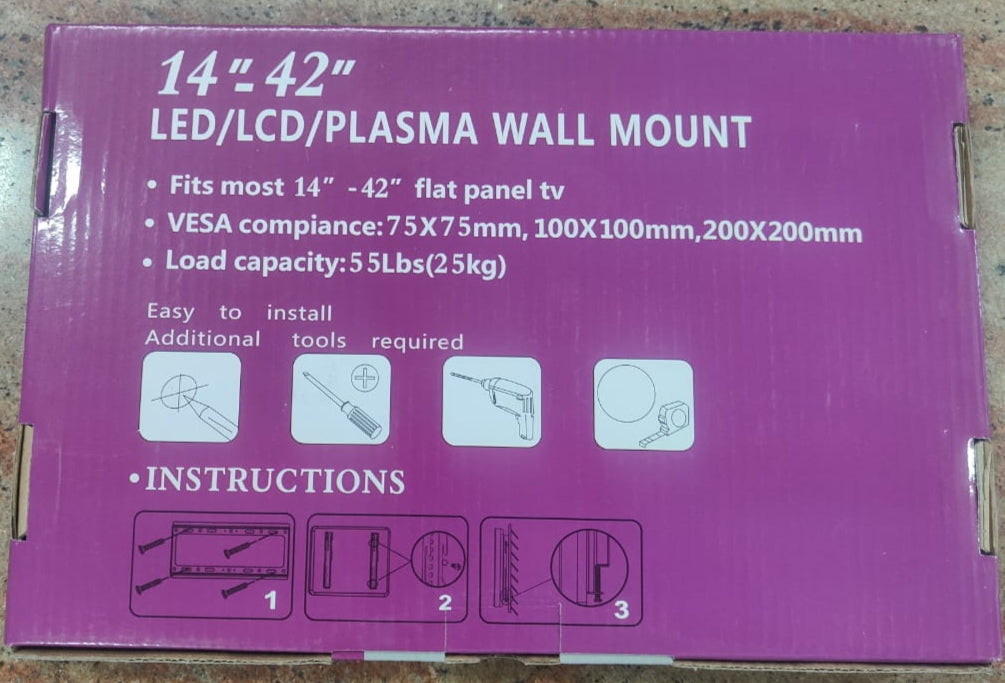 14"-42"
LED/LCD/PLASMA WALL MOUNT
• Fits most 14" -42" flat panel tv
• VESA compiance:75X75mm, 100X100mm,200X200mm
• Load capacity:55Lbs(25kg)
Easy to install
Additional tools required
• INSTRUCTIONS
1
2
3